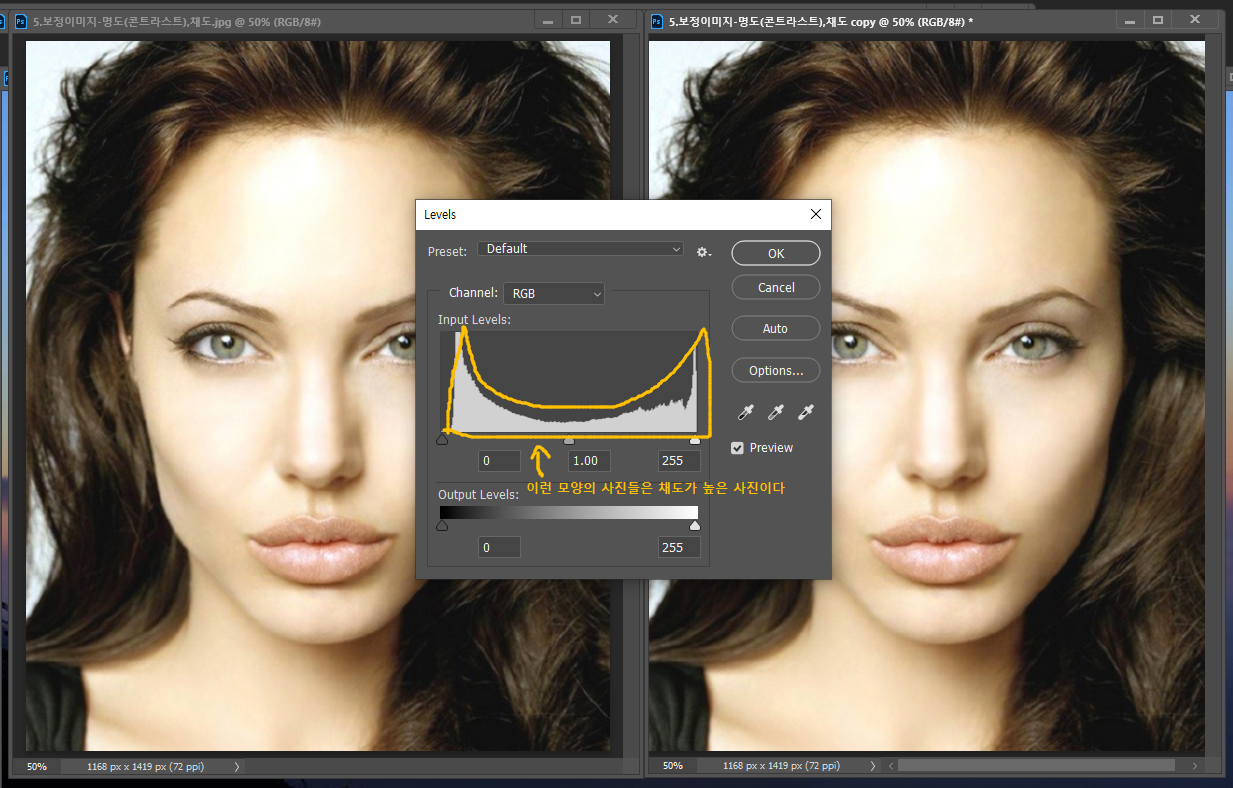 5.보정이미지-명도(콘트라스트),채도.jpg @ 50% (RGB/8#)
5.보정이미지-명도(콘트라스트),채도 copy @ 50% (RGB/8#) *
Levels
Preset: Default
OK
Channel: RGB
Cancel
Input Levels:
Auto
Options...
Preview
0 1.00 255
이런 모양의 사진들은 채도가 높은 사진이다
Output Levels:
0 255
50% 1168 px x 1419 px (72 ppi)
50% 1168 px x 1419 px (72 ppi)